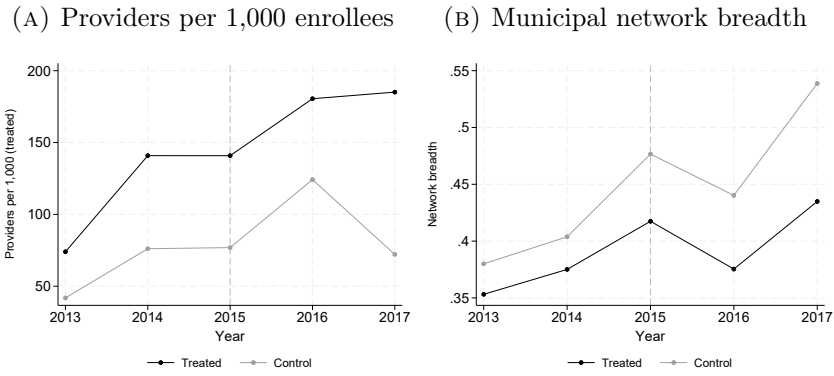 (A) Providers per 1,000 enrollees
Providers per 1,000 (treated)
200
150
100
50
2013 2014 2015 2016 2017
Year
Treated Control
(B) Municipal network breadth
Network breadth
.55
.5
.45
.4
.35
2013 2014 2015 2016 2017
Year
Treated Control